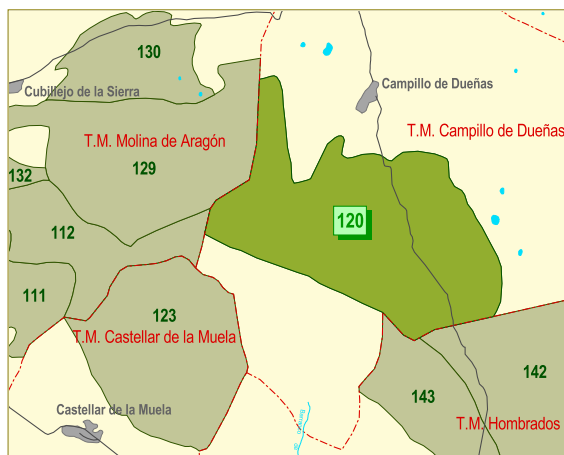 130
Cubillejo de la Sierra
Campillo de Dueñas
T.M. Campillo de Dueñas
T.M. Molina de Aragón
129
132
120
112
111
123
T.M. Castellar de la Muela
142
143
Castellar de la Muela
T.M. Hombrados